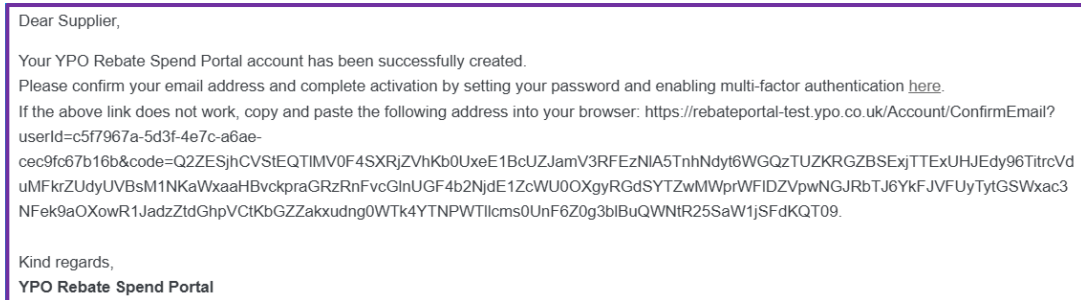 Dear Supplier,
Your YPO Rebate Spend Portal account has been successfully created.
Please confirm your email address and complete activation by setting your password and enabling multi-factor authentication here.
If the above link does not work, copy and paste the following address into your browser: https://rebateportal-test.ypo.co.uk/Account/ConfirmEmail?
userId=c5f7967a-5d3f-4e7c-a6ae-
cec9fc67b16b&code=Q2ZESjhCVStEQTlMV0F4SXRjZVhKb0UxeE1BcUZJamV3RFEzNlA5TnhNdyt6WGQzTUZKRGZBSExjTTExUHJEdy96TitrcVd
uMFkrZUdyUVBsM1NKaWxaaHBvckpraGRzRnFvcGlnUGF4b2NjdE1ZcWU0OXgyRGdSYTZwMWprWFlDZVpwNGJRbTJ6YkFJVFUyTytGSWxac3
NFek9aOXowR1JadzZtdGhpVCtKbGZZakxudng0WTk4YTNPWTllcms0UnF6Z0g3blBuQWNtR25SaW1jSFdKQT09.
Kind regards,
YPO Rebate Spend Portal